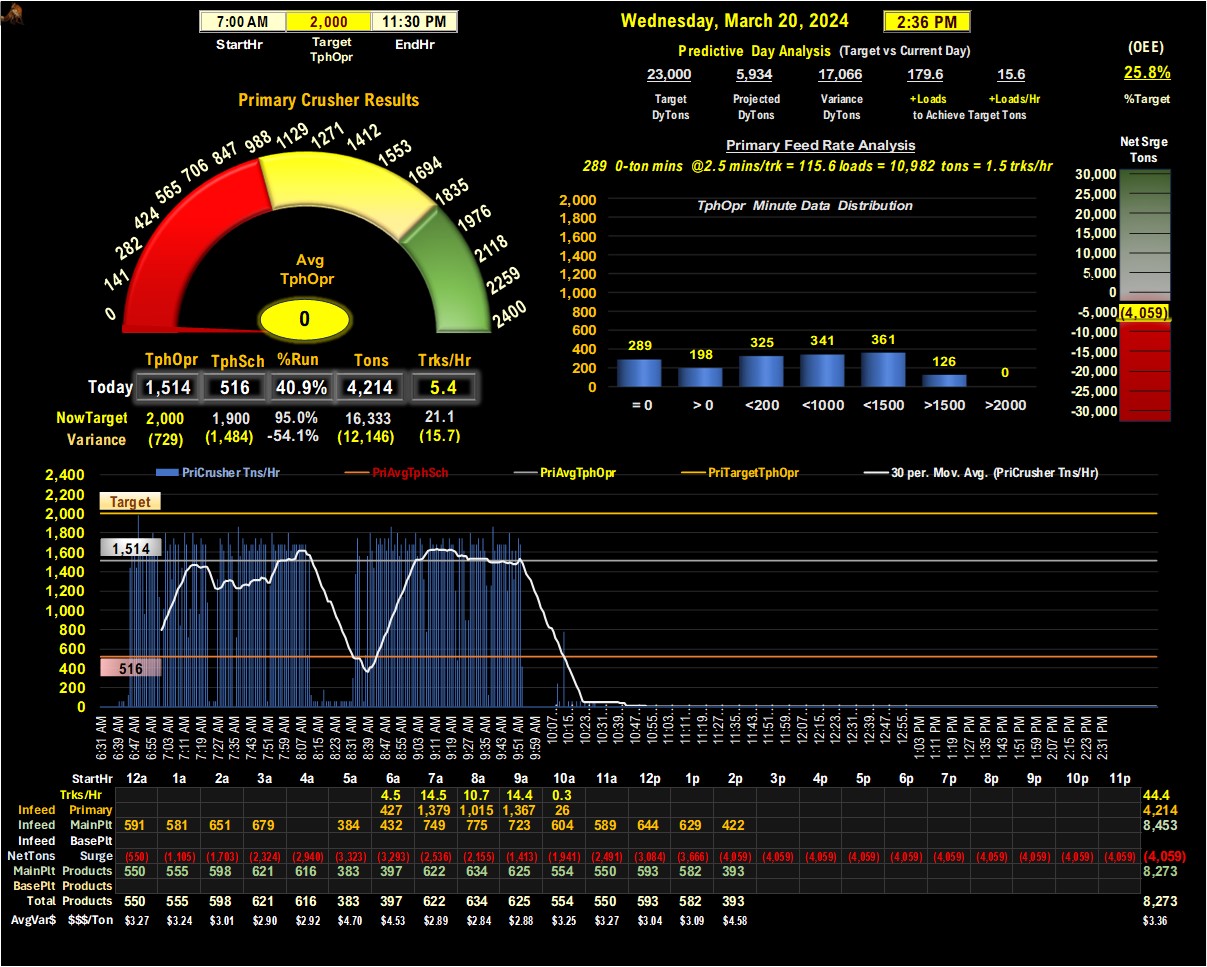 7:00 AM 2,000 11:30 PM
StartHr Target TphOpr EndHr
Wednesday, March 20, 2024 2:36 PM
Predictive Day Analysis (Target vs Current Day)
23,000 5,934 17,066 179.6 15.6
Target Projected Variance +Loads +Loads/Hr
DyTons DyTons DyTons to Achieve Target Tons
(OEE)
25.8%
%Target
Primary Crusher Results
0 141 282 424 565 706 847 988 1129 1271 1412 1553 1694 1835 1976 2118 2259 2400
Avg
TphOpr
0
TphOpr TphSch %Run Tons Trks/Hr
Today 1,514 516 40.9% 4,214 5.4
NowTarget 2,000 1,900 95.0% 16,333 21.1
Variance (729) (1,484) -54.1% (12,146) (15.7)
Primary Feed Rate Analysis
289 0-ton mins @2.5 mins/trk = 115.6 loads = 10,982 tons = 1.5 trks/hr
TphOpr Minute Data Distribution
2,000
1,800
1,600
1,400
1,200
1,000
800
600
400
200
0
289 198 325 341 361 126 0
= 0 > 0 <200 <1000 <1500 >1500 >2000
Net Srge
Tons
30,000
25,000
20,000
15,000
10,000
5,000
0
-5,000 (4,059)
-10,000
-15,000
-20,000
-25,000
-30,000
PriCrusher Tns/Hr PriAvgTphSch PriAvgTphOpr PriTargetTphOpr 30 per. Mov. Avg. (PriCrusher Tns/Hr)
2,400
2,200
2,000
1,800
1,600
1,400
1,200
1,000
800
600
400
200
0
Target
1,514
516
6:31 AM 6:39 AM 6:47 AM 6:55 AM 7:03 AM 7:11 AM 7:19 AM 7:27 AM 7:35 AM 7:43 AM 7:51 AM 7:59 AM 8:07 AM 8:15 AM 8:23 AM 8:31 AM 8:39 AM 8:47 AM 8:55 AM 9:03 AM 9:11 AM 9:19 AM 9:27 AM 9:35 AM 9:43 AM 9:51 AM 9:59 AM 10:07… 10:15… 10:23… 10:31… 10:39… 10:47… 10:55… 11:03… 11:11… 11:19… 11:27… 11:35… 11:43… 11:51… 11:59… 12:07… 12:15… 12:23… 12:31… 12:39… 12:47… 12:55… 1:03 PM 1:11 PM 1:19 PM 1:27 PM 1:35 PM 1:43 PM 1:51 PM 1:59 PM 2:07 PM 2:15 PM 2:23 PM 2:31 PM
StartHr 12a 1a 2a 3a 4a 5a 6a 7a 8a 9a 10a 11a 12p 1p 2p 3p 4p 5p 6p 7p 8p 9p 10p 11p
Trks/Hr 4.5 14.5 10.7 14.4 0.3 44.4
Infeed Primary 427 1,379 1,015 1,367 26 4,214
Infeed MainPlt 591 581 651 679 384 432 749 775 723 604 589 644 629 422 8,453
Infeed BasePlt
NetTons Surge (550) (1,105) (1,703) (2,324) (2,940) (3,323) (3,293) (2,536) (2,155) (1,413) (1,941) (2,491) (3,084) (3,666) (4,059) (4,059) (4,059) (4,059) (4,059) (4,059) (4,059) (4,059) (4,059) (4,059) (4,059)
MainPlt Products 550 555 598 621 616 383 397 622 634 625 554 550 593 582 393 8,273
BasePlt Products
Total Products 550 555 598 621 616 383 397 622 634 625 554 550 593 582 393 8,273
AvgVar$ $$$/Ton $3.27 $3.24 $3.01 $2.90 $2.92 $4.70 $4.53 $2.89 $2.84 $2.88 $3.25 $3.27 $3.04 $3.09 $4.58 $3.36